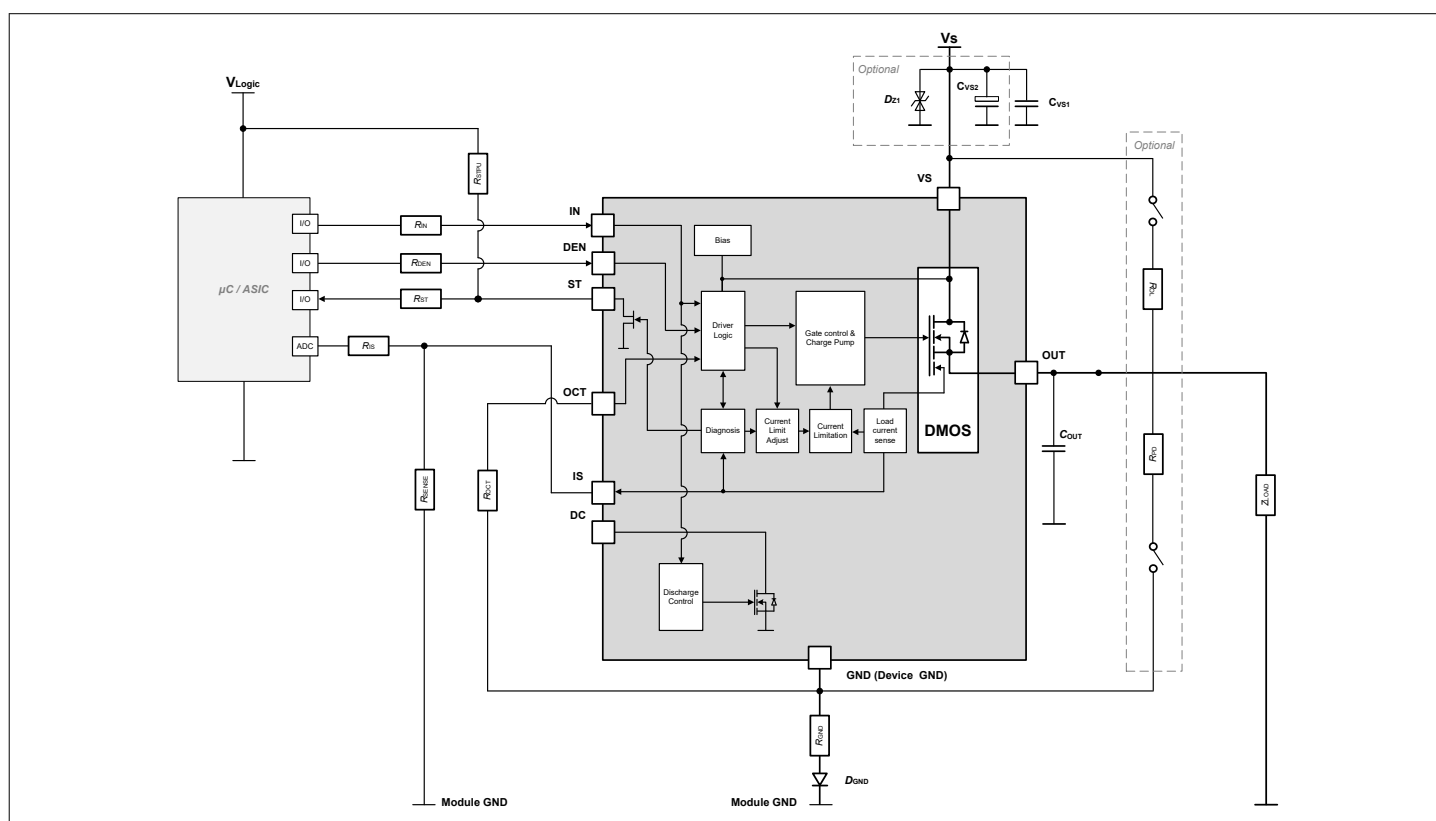 Vs
Optional
DZ1
CVS2
CVS1
VLogic
Optional
RSTPU
VS
I/O
RIN
IN
Bias
I/O
RDEN
DEN
µC / ASIC
I/O
RST
ST
ROL
Driver
Logic
Gate control &
Charge Pump
ADC
RIS
OUT
OCT
Diagnosis
Current
Limit
Adjust
Current
Limitation
Load
current
sense
DMOS
COUT
RPD
RSENSE
ROCT
IS
ZLOAD
DC
Discharge
Control
GND (Device GND)
RGND
DGND
Module GND
Module GND